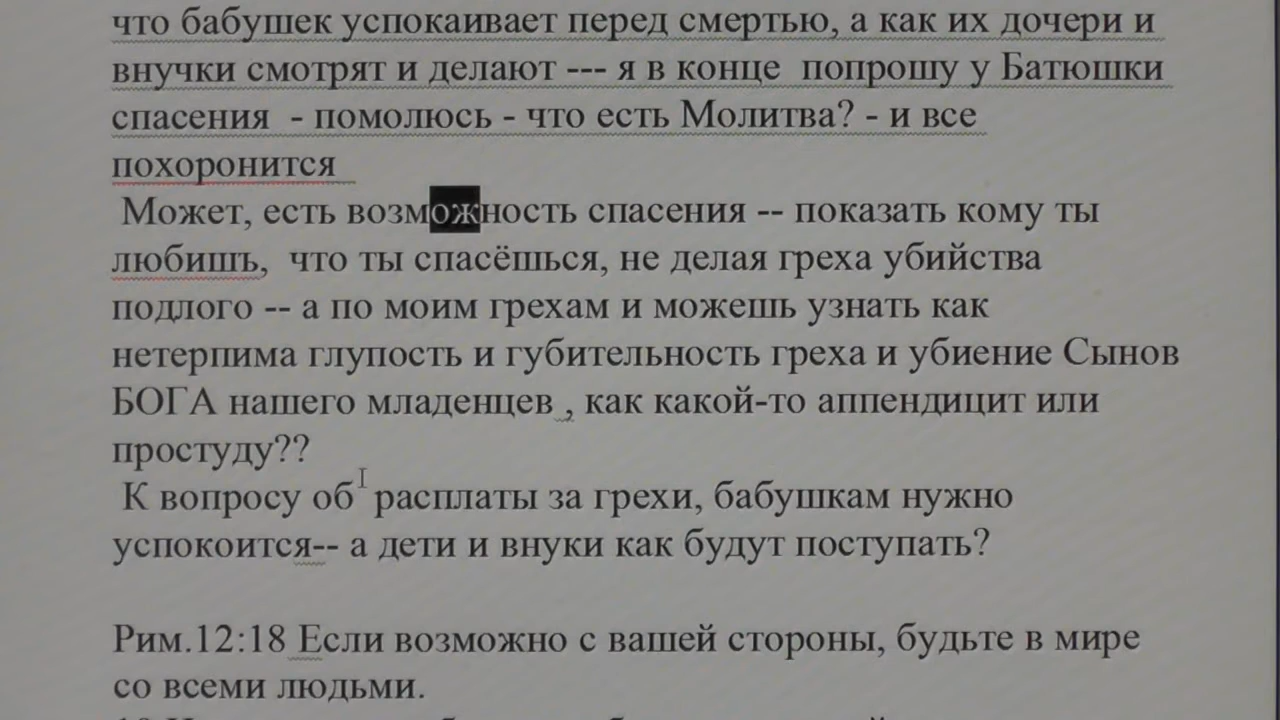 что бабушек успокаивает перед смертью, а как их дочери и
внучки смотрят и делают --- я в конце  попрошу у Батюшки
спасения  - помолюсь - что есть Молитва? - и все
похоронится
Может, есть возможность спасения -- показать кому ты
любишь,  что ты спасёшься, не делая греха убийства
подлого -- а по моим грехам и можешь узнать как
нетерпима глупость и губительность греха и убиение Сынов
БОГА нашего младенцев , как какой-то аппендицит или
простуду??
К вопросу об расплаты за грехи, бабушкам нужно
успокоится-- а дети и внуки как будут поступать?
Рим.12:18 Если возможно с вашей стороны, будьте в мире
со всеми людьми.